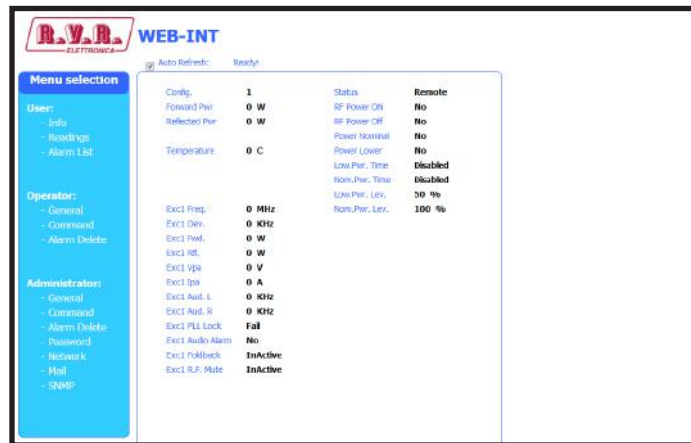 R.V.R. WEB-INT
ELETTRONICA
Auto Refresh: Ready!
Menu selection
User:
- Info
- Readings
- Alarm List
Operator:
- General
- Command
- Alarm Delete
Administrator:
- General
- Command
- Alarm Delete
- Password
- Network
- Mail
- SNMP
Config. 1
Forward Pwr 0 W
Reflected Pwr 0 W
Temperature 0 C
Exc1 Freq. 0 MHz
Exc1 Dev. 0 KHz
Exc1 Fwd. 0 W
Exc1 Rfl. 0 W
Exc1 Vpa 0 V
Exc1 Ipa 0 A
Exc1 Aud. L 0 KHz
Exc1 Aud. R 0 KHz
Exc1 PLL Lock Fail
Exc1 Audio Alarm No
Exc1 Foldback InActive
Exc1 R.F. Mute InActive
Status Remote
RF Power ON No
RF Power Off No
Power Nominal No
Power Lower No
Low.Pwr. Time Disabled
Nom.Pwr. Time Disabled
Low.Pwr. Lev. 50 %
Nom.Pwr. Lev. 100 %